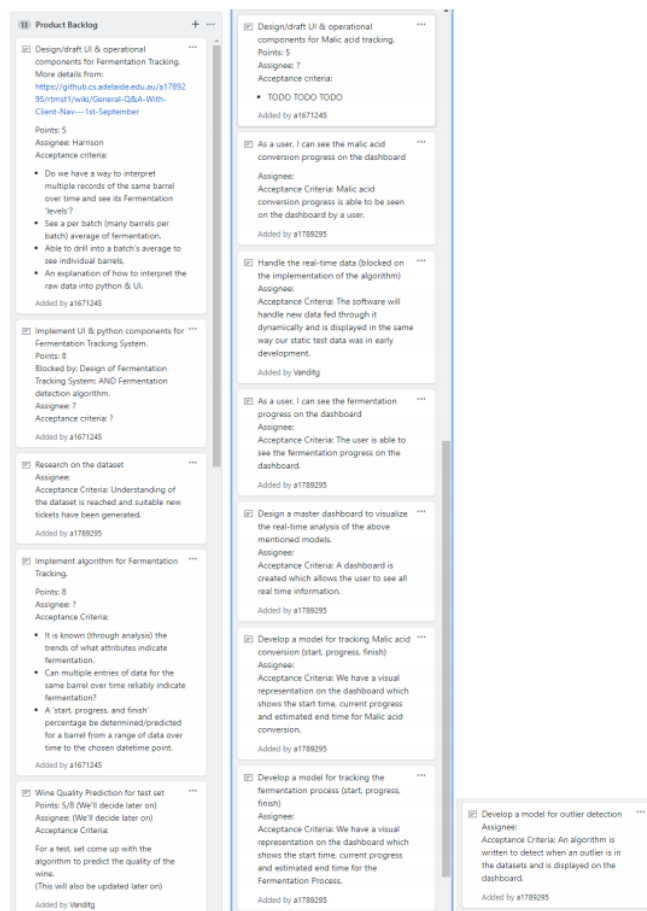 13 Product Backlog
Design/draft UI & operational
components for Fermentation Tracking.
More details from:
https://github.cs.adelaide.edu.au/a17892
95/rtmst1/wiki/General-Q&A-With-
Client-Nav---1st-September
Points: 5
Assignee: Harrison
Acceptance criteria:
Do we have a way to interpret
multiple records of the same barrel
over time and see its Fermentation
'levels'?
See a per batch (many barrels per
batch) average of fermentation.
Able to drill into a batch's average to
see individual barrels.
An explanation of how to interpret the
raw data into python & UI.
Added by a1671245
Implement UI & python components for
Fermentation Tracking System.
Points: 8
Blocked by: Design of Fermentation
Tracking System; AND Fermentation
detection algorithm.
Assignee: ?
Acceptance criteria: ?
Added by a1671245
Research on the dataset
Assignee:
Acceptance Criteria: Understanding of
the dataset is reached and suitable new
tickets have been generated.
Added by a1789295
Implement algorithm for Fermentation
Tracking.
Points: 8
Assignee: ?
Acceptance Criteria:
It is known (through analysis) the
trends of what attributes indicate
fermentation.
Can multiple entries of data for the
same barrel over time reliably indicate
fermentation?
A 'start, progress, and finish'
percentage be determined/predicted
for a barrel from a range of data over
time to the chosen datetime point.
Added by a1671245
Wine Quality Prediction for test set
Points: 5/8 (We'll decide later on)
Assignee: (We'll decide later on)
Acceptance Criteria:
For a test, set come up with the
algorithm to predict the quality of the
wine.
(This will also be updated later on)
Added by Vanditg
Design/draft UI & operational
components for Malic acid tracking.
Points: 5
Assignee: ?
Acceptance criteria:
TODO TODO TODO
Added by a1671245
As a user, I can see the malic acid
conversion progress on the dashboard
Assignee:
Acceptance Criteria: Malic acid
conversion progress is able to be seen
on the dashboard by a user.
Added by a1789295
Handle the real-time data (blocked on
the implementation of the algorithm)
Assignee:
Acceptance Criteria: The software will
handle new data fed through it
dynamically and is displayed in the same
way our static test data was in early
development.
Added by Vanditg
As a user, I can see the fermentation
progress on the dashboard
Assignee:
Acceptance Criteria: The user is able to
see the fermentation progress on the
dashboard.
Added by a1789295
Design a master dashboard to visualize
the real-time analysis of the above
mentioned models.
Assignee:
Acceptance Criteria: A dashboard is
created which allows the user to see all
real time information.
Added by a1789295
Develop a model for tracking Malic acid
conversion (start, progress, finish)
Assignee:
Acceptance Criteria: We have a visual
representation on the dashboard which
shows the start time, current progress
and estimated end time for Malic acid
conversion.
Added by a1789295
Develop a model for tracking the
fermentation process (start, progress,
finish)
Assignee:
Acceptance Criteria: We have a visual
representation on the dashboard which
shows the start time, current progress
and estimated end time for the
Fermentation Process.
Added by a1789295
Develop a model for outlier detection
Assignee:
Acceptance Criteria: An algorithm is
written to detect when an outlier is in
the datasets and is displayed on the
dashboard.
Added by a1789295